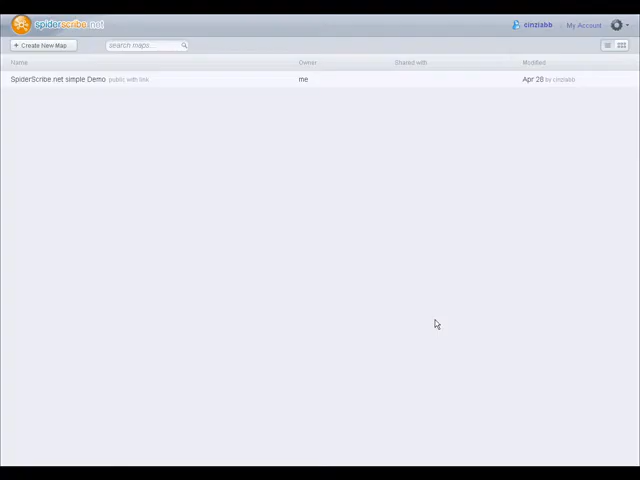 spiderscribe.net
cinziabb | My Account
+ Create New Map
search maps...
Name Owner Shared with Modified
SpiderScribe.net simple Demo public with link me Apr 28 by cinziabb